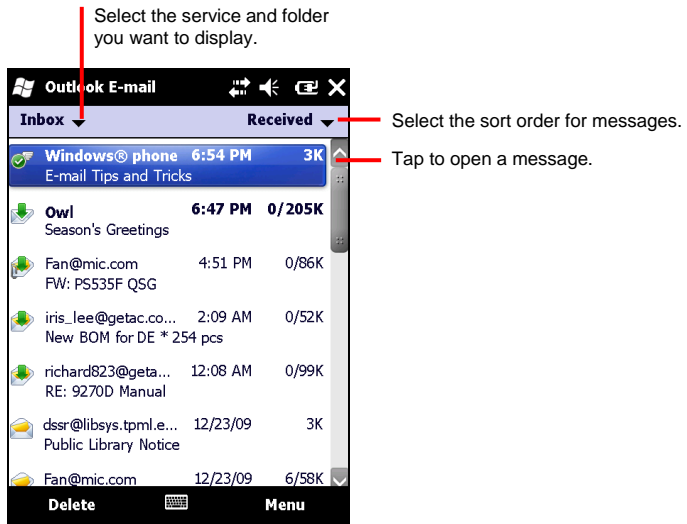 Select the service and folder
you want to display.
Outlook E-mail
Inbox Received
Select the sort order for messages.
Windows® phone 6:54 PM 3K
Tap to open a message.
E-mail Tips and Tricks
Owl 6:47 PM 0/205K
Season's Greetings
Fan@mic.com 4:51 PM 0/86K
FW: PS535F QSG
iris_lee@getac.co... 2:09 AM 0/52K
New BOM for DE * 254 pcs
richard823@geta... 12:08 AM 0/99K
RE: 9270D Manual
dssr@libsys.tpml.e... 12/23/09 3K
Public Library Notice
Fan@mic.com 12/23/09 6/58K
Delete Menu